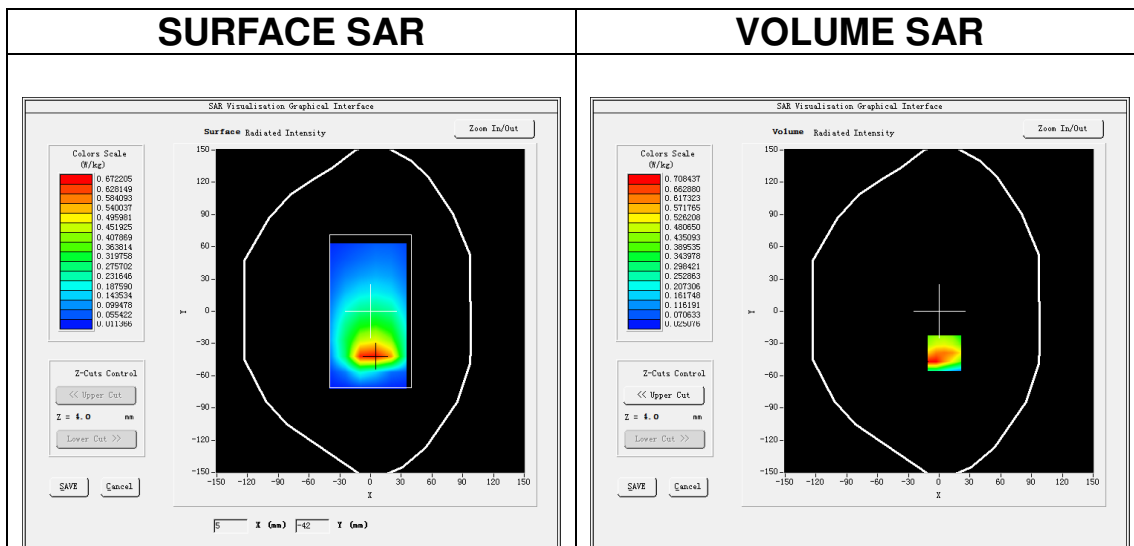 SURFACE SAR
VOLUME SAR
SAR Visualisation Graphical Interface
Surface Radiated Intensity
Zoom In/Out
Colors Scale
(W/kg)
0.672205
0.628149
0.584093
0.540037
0.495981
0.451925
0.407869
0.363814
0.319758
0.275702
0.231646
0.187590
0.143534
0.099478
0.055422
0.011366
150
120
90
60
30
0
-30
-60
-90
-120
-150
Y
-150 -120 -90 -60 -30 0 30 60 90 120 150
X
Z-Cuts Control
<< Upper Cut
Z = 4.0 mm
Lower Cut >>
SAVE Cancel
5 X (mm) -42 Y (mm)
SAR Visualisation Graphical Interface
Volume Radiated Intensity
Zoom In/Out
Colors Scale
(W/kg)
0.708437
0.662880
0.617323
0.571765
0.526208
0.480650
0.435093
0.389535
0.343978
0.298421
0.252863
0.207306
0.161748
0.116191
0.070633
0.025076
150
120
90
60
30
0
-30
-60
-90
-120
-150
Y
-150 -120 -90 -60 -30 0 30 60 90 120 150
X
Z-Cuts Control
<< Upper Cut
Z = 4.0 mm
Lower Cut >>
SAVE Cancel